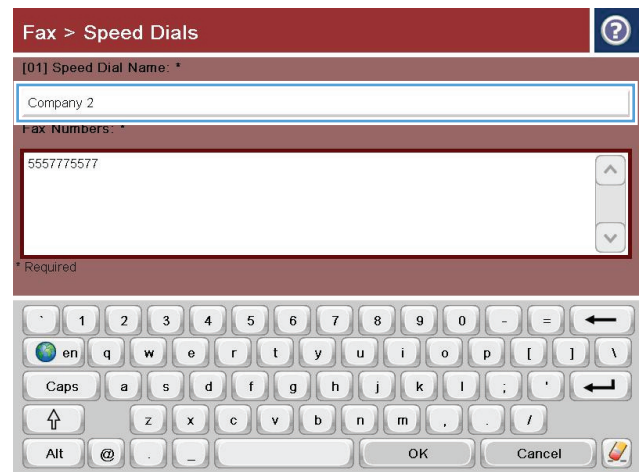 Fax > Speed Dials
?
[01] Speed Dial Name: *
Company 2
Fax Numbers: *
5557775577
* Required
` 1 2 3 4 5 6 7 8 9 0 - =
en q w e r t y u i o p [ ] \
Caps a s d f g h j k l ; '
z x c v b n m , . /
Alt @ . _ OK Cancel